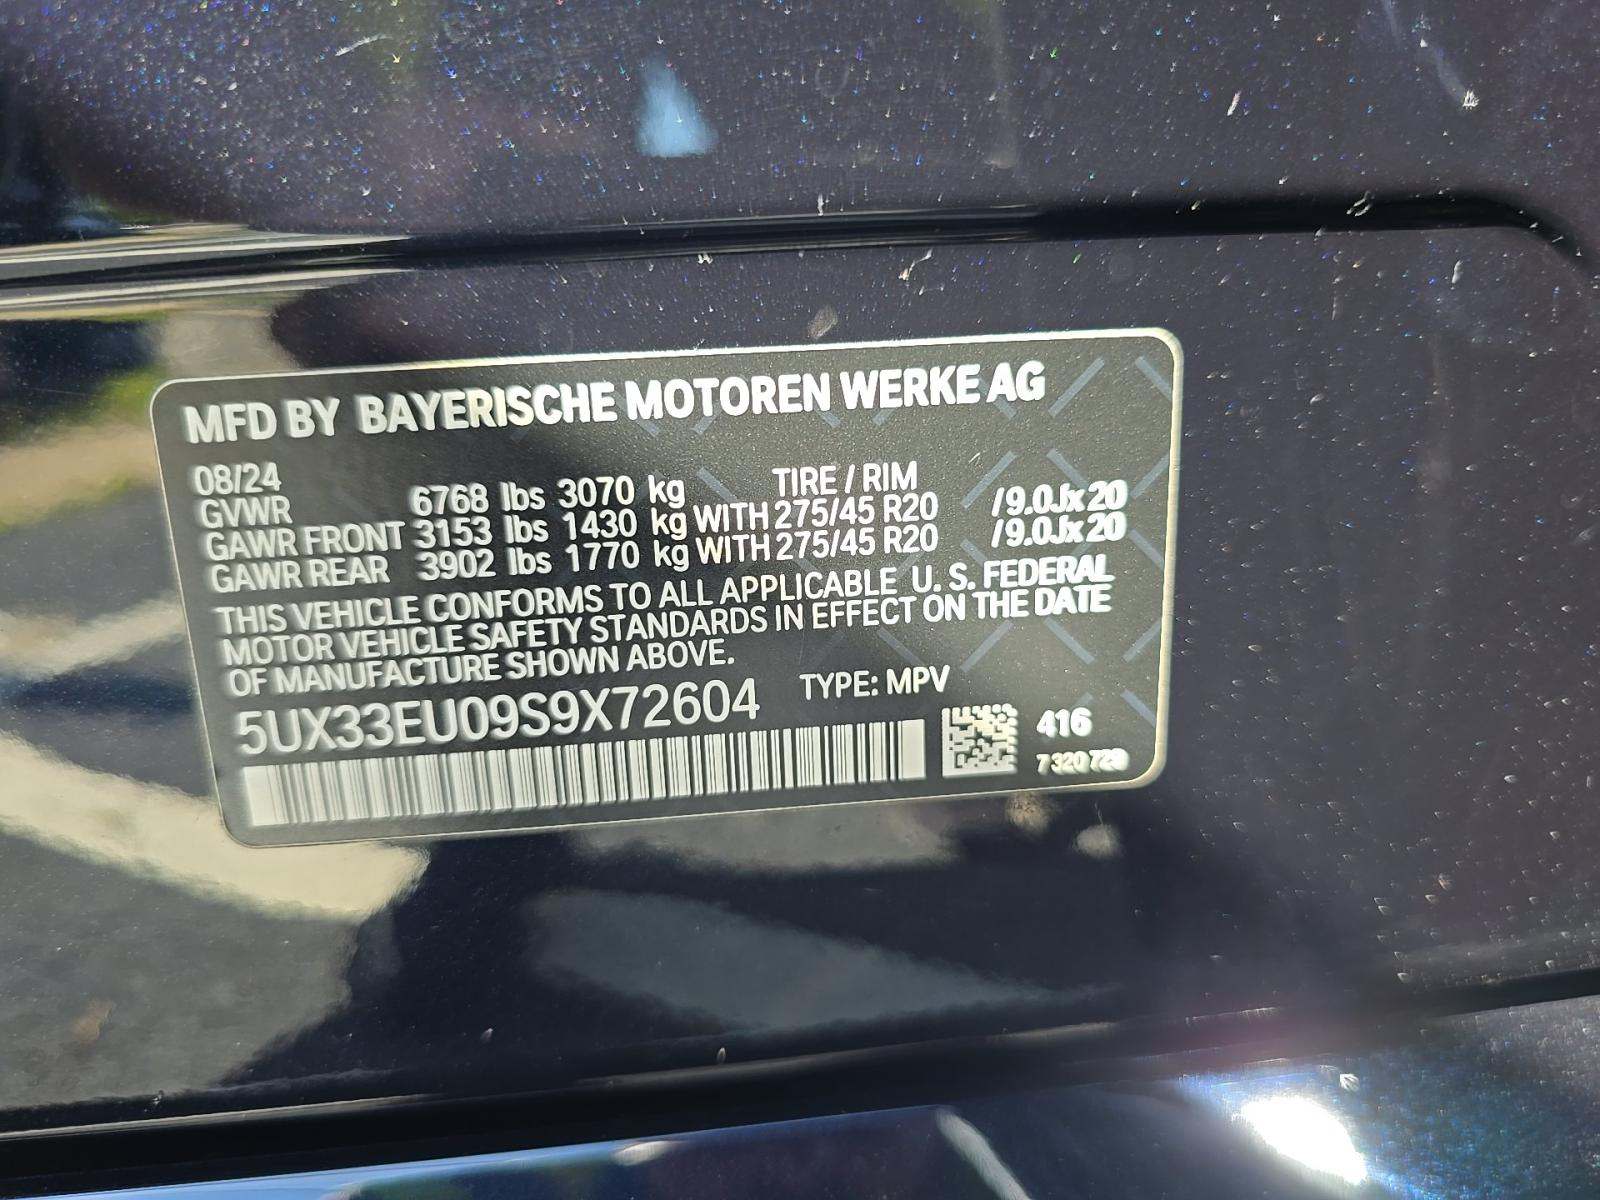 MFD BY BAYERISCHE MOTOREN WERKE AG
08/24 TIRE / RIM
GVWR 6768 lbs 3070 kg
GAWR FRONT 3153 lbs 1430 kg WITH 275/45 R20 /9.0Jx20
GAWR REAR 3902 lbs 1770 kg WITH 275/45 R20 /9.0Jx20
THIS VEHICLE CONFORMS TO ALL APPLICABLE U. S. FEDERAL
MOTOR VEHICLE SAFETY STANDARDS IN EFFECT ON THE DATE
OF MANUFACTURE SHOWN ABOVE.
5UX33EU09S9X72604 TYPE: MPV
416